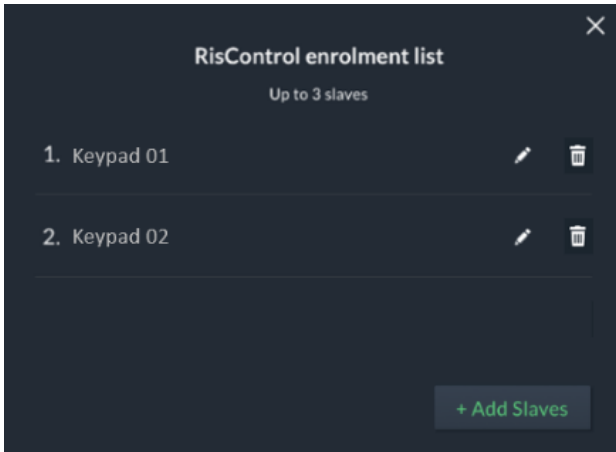 RisControl enrolment list
Up to 3 slaves
1. Keypad 01
2. Keypad 02
+ Add Slaves